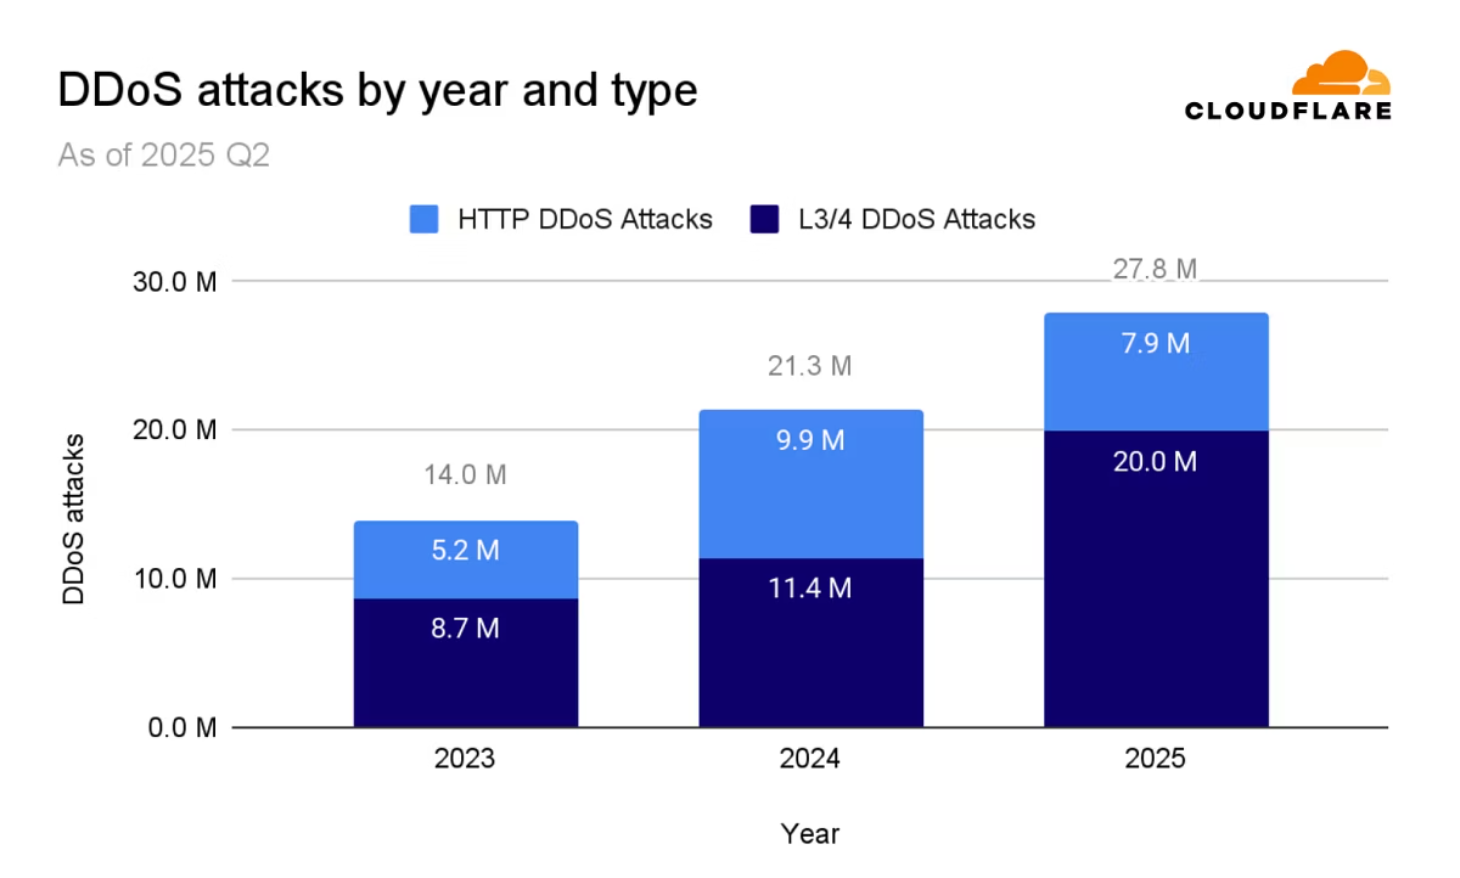 DDoS attacks by year and type
CLOUDFLARE
As of 2025 Q2
HTTP DDoS Attacks
L3/4 DDoS Attacks
30.0 M
20.0 M
10.0 M
0.0 M
DDoS attacks
14.0 M
5.2 M
8.7 M
21.3 M
9.9 M
11.4 M
27.8 M
7.9 M
20.0 M
2023
2024
2025
Year